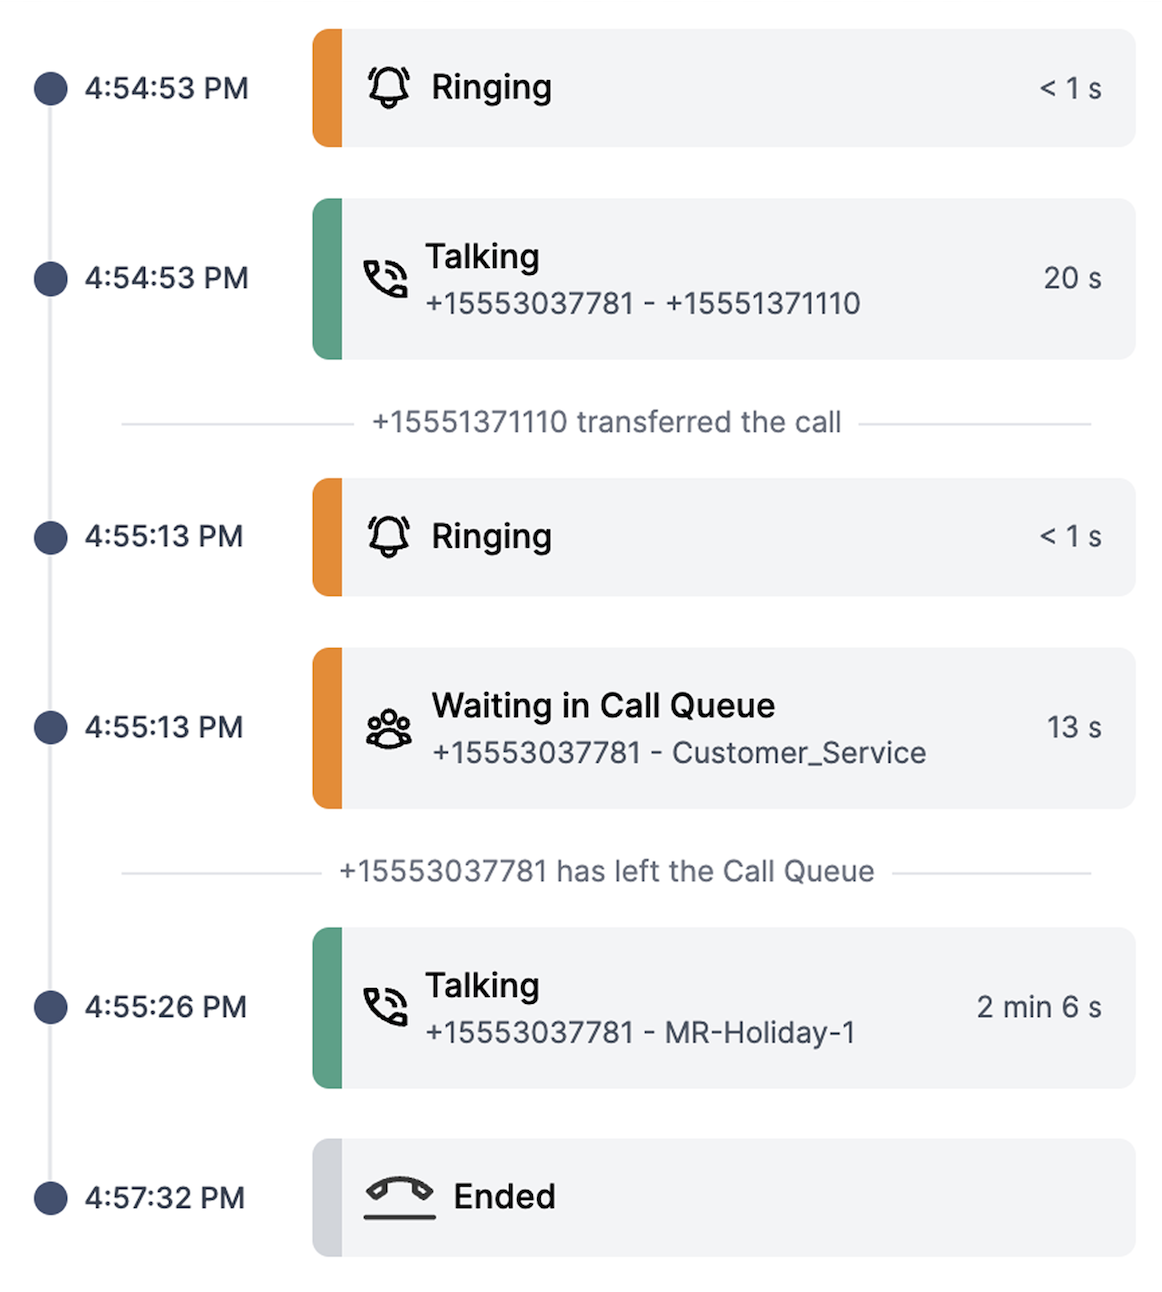 4:54:53 PM Ringing < 1 s
Talking
4:54:53 PM +15553037781 - +15551371110 20 s
+15551371110 transferred the call
4:55:13 PM Ringing < 1 s
Waiting in Call Queue
4:55:13 PM +15553037781 - Customer_Service 13 s
+15553037781 has left the Call Queue
Talking
4:55:26 PM +15553037781 - MR-Holiday-1 2 min 6 s
4:57:32 PM Ended